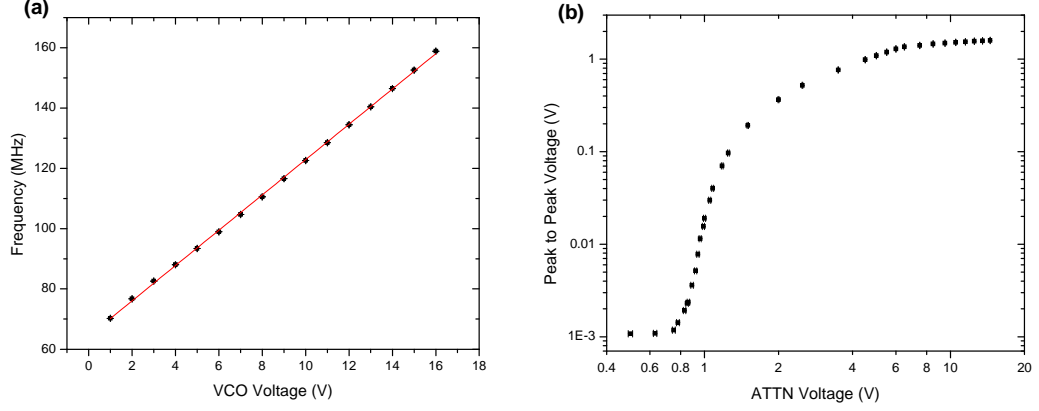 (a)
160
140
120
100
80
60
Frequency (MHz)
0 2 4 6 8 10 12 14 16 18
VCO Voltage (V)
(b)
1
0.1
0.01
1E-3
Peak to Peak Voltage (V)
0.4 0.6 0.8 1 2 4 6 8 10 20
ATTN Voltage (V)